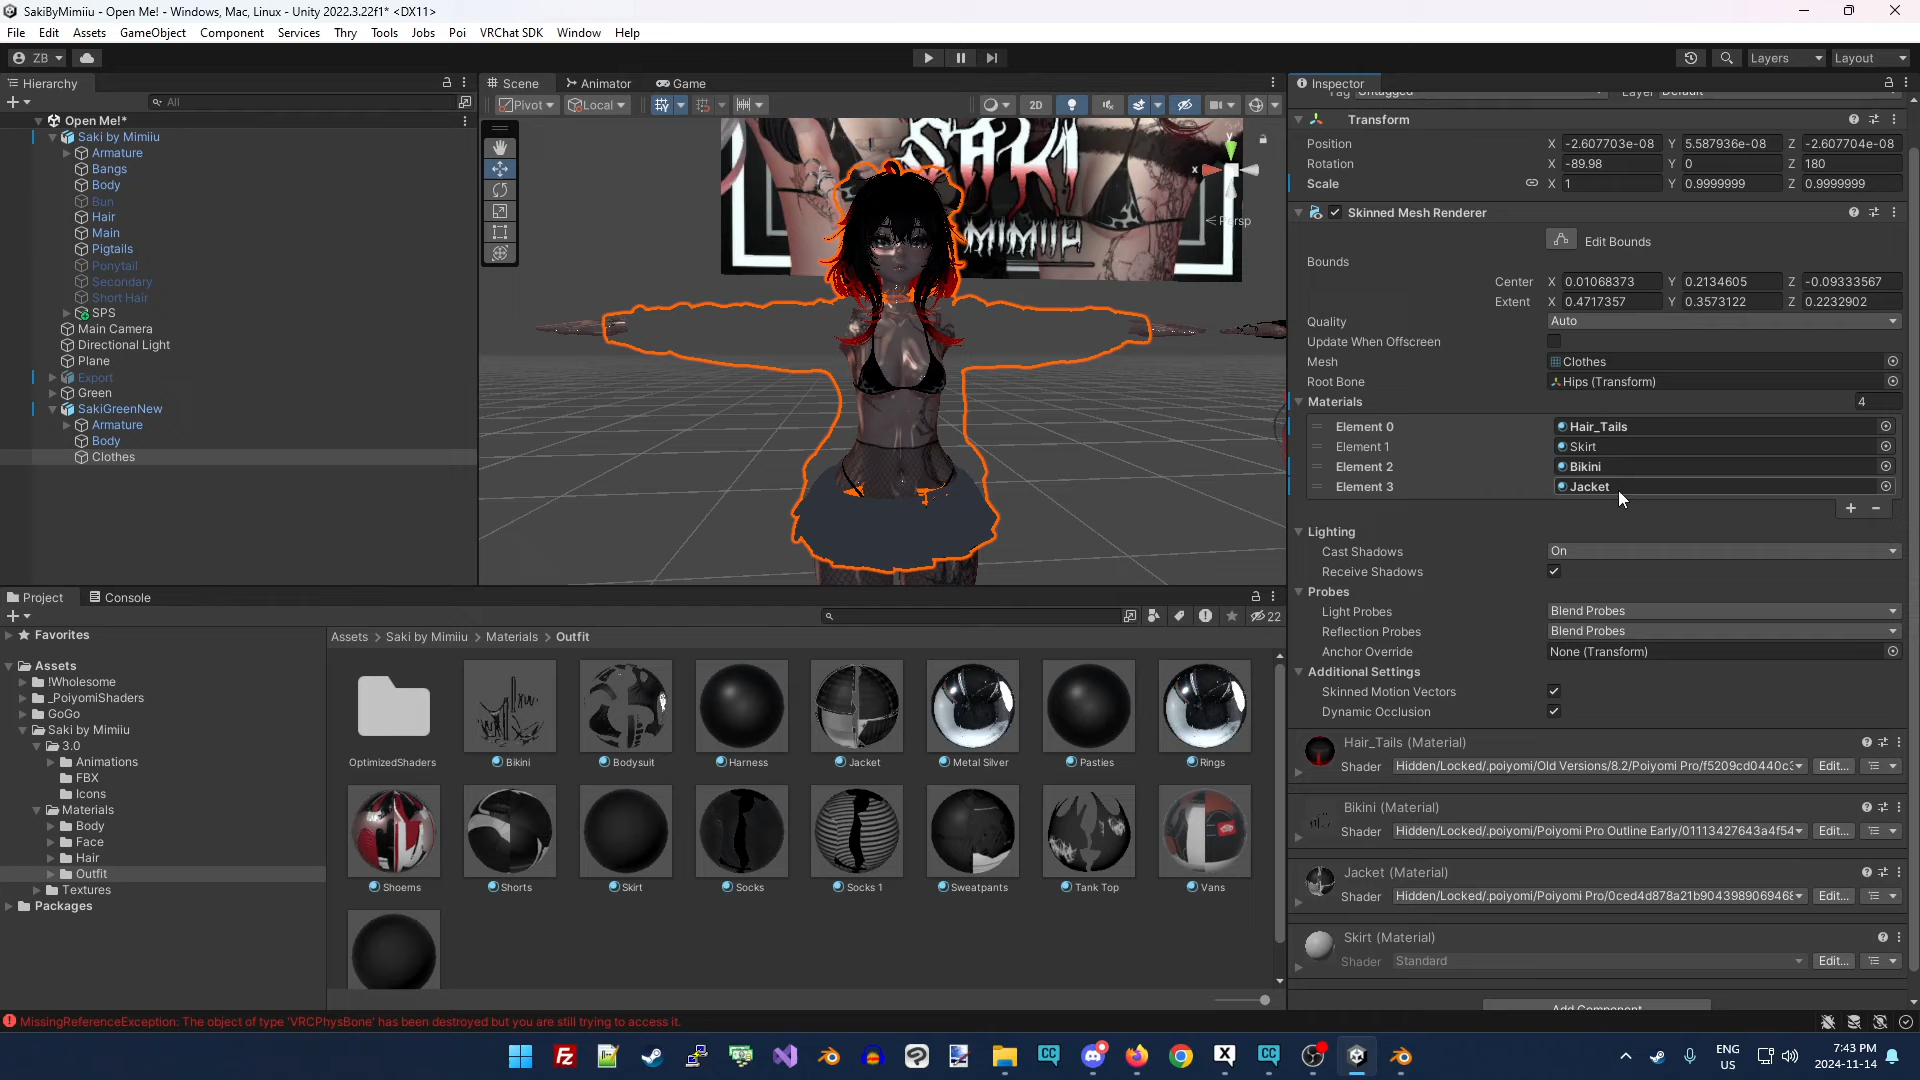 SakiByMimiiu - Open Me! - Windows, Mac, Linux - Unity 2022.3.22f1* <DX11>
File Edit Assets GameObject Component Services Thry Tools Jobs Poi VRChat SDK Window Help
ZB Layers Layout
Hierarchy
All
Open Me!*
Saki by Mimiiu
Armature
Bangs
Body
Bun
Hair
Main
Pigtails
Ponytail
Secondary
Short Hair
SPS
Main Camera
Directional Light
Plane
Export
Green
SakiGreenNew
Armature
Body
Clothes
Scene Animator Game
Pivot Local 2D
SAKI
y
x
Persp
Inspector
Tag Untagged Layer Default
Transform
Position X -2.607703e-08 Y 5.587936e-08 Z -2.607704e-08
Rotation X -89.98 Y 0 Z 180
Scale X 1 Y 0.9999999 Z 0.9999999
Skinned Mesh Renderer
Edit Bounds
Bounds
Center X 0.01068373 Y 0.2134605 Z -0.09333567
Extent X 0.4717357 Y 0.3573122 Z 0.2232902
Quality Auto
Update When Offscreen
Mesh Clothes
Root Bone Hips (Transform)
Materials 4
Element 0 Hair_Tails
Element 1 Skirt
Element 2 Bikini
Element 3 Jacket
Lighting
Cast Shadows On
Receive Shadows
Probes
Light Probes Blend Probes
Reflection Probes Blend Probes
Anchor Override None (Transform)
Additional Settings
Skinned Motion Vectors
Dynamic Occlusion
Hair_Tails (Material)
Shader Hidden/Locked/.poiyomi/Old Versions/8.2/Poiyomi Pro/f5209cd0440c Edit...
Bikini (Material)
Shader Hidden/Locked/.poiyomi/Poiyomi Pro Outline Early/01113427643a4f54 Edit...
Jacket (Material)
Shader Hidden/Locked/.poiyomi/Poiyomi Pro/0ced4d878a21b9043989069468 Edit...
Skirt (Material)
Shader Standard Edit...
Add Component
Project Console
22
Favorites
Assets
!Wholesome
_PoiyomiShaders
GoGo
Saki by Mimiiu
3.0
Animations
FBX
Icons
Materials
Body
Face
Hair
Outfit
Textures
Packages
Assets > Saki by Mimiiu > Materials > Outfit
OptimizedShaders Bikini Bodysuit Harness Jacket Metal Silver Pasties Rings
Shoems Shorts Skirt Socks Socks 1 Sweatpants Tank Top Vans
MissingReferenceException: The object of type 'VRCPhysBone' has been destroyed but you are still trying to access it.
ENG
US
7:43 PM
2024-11-14